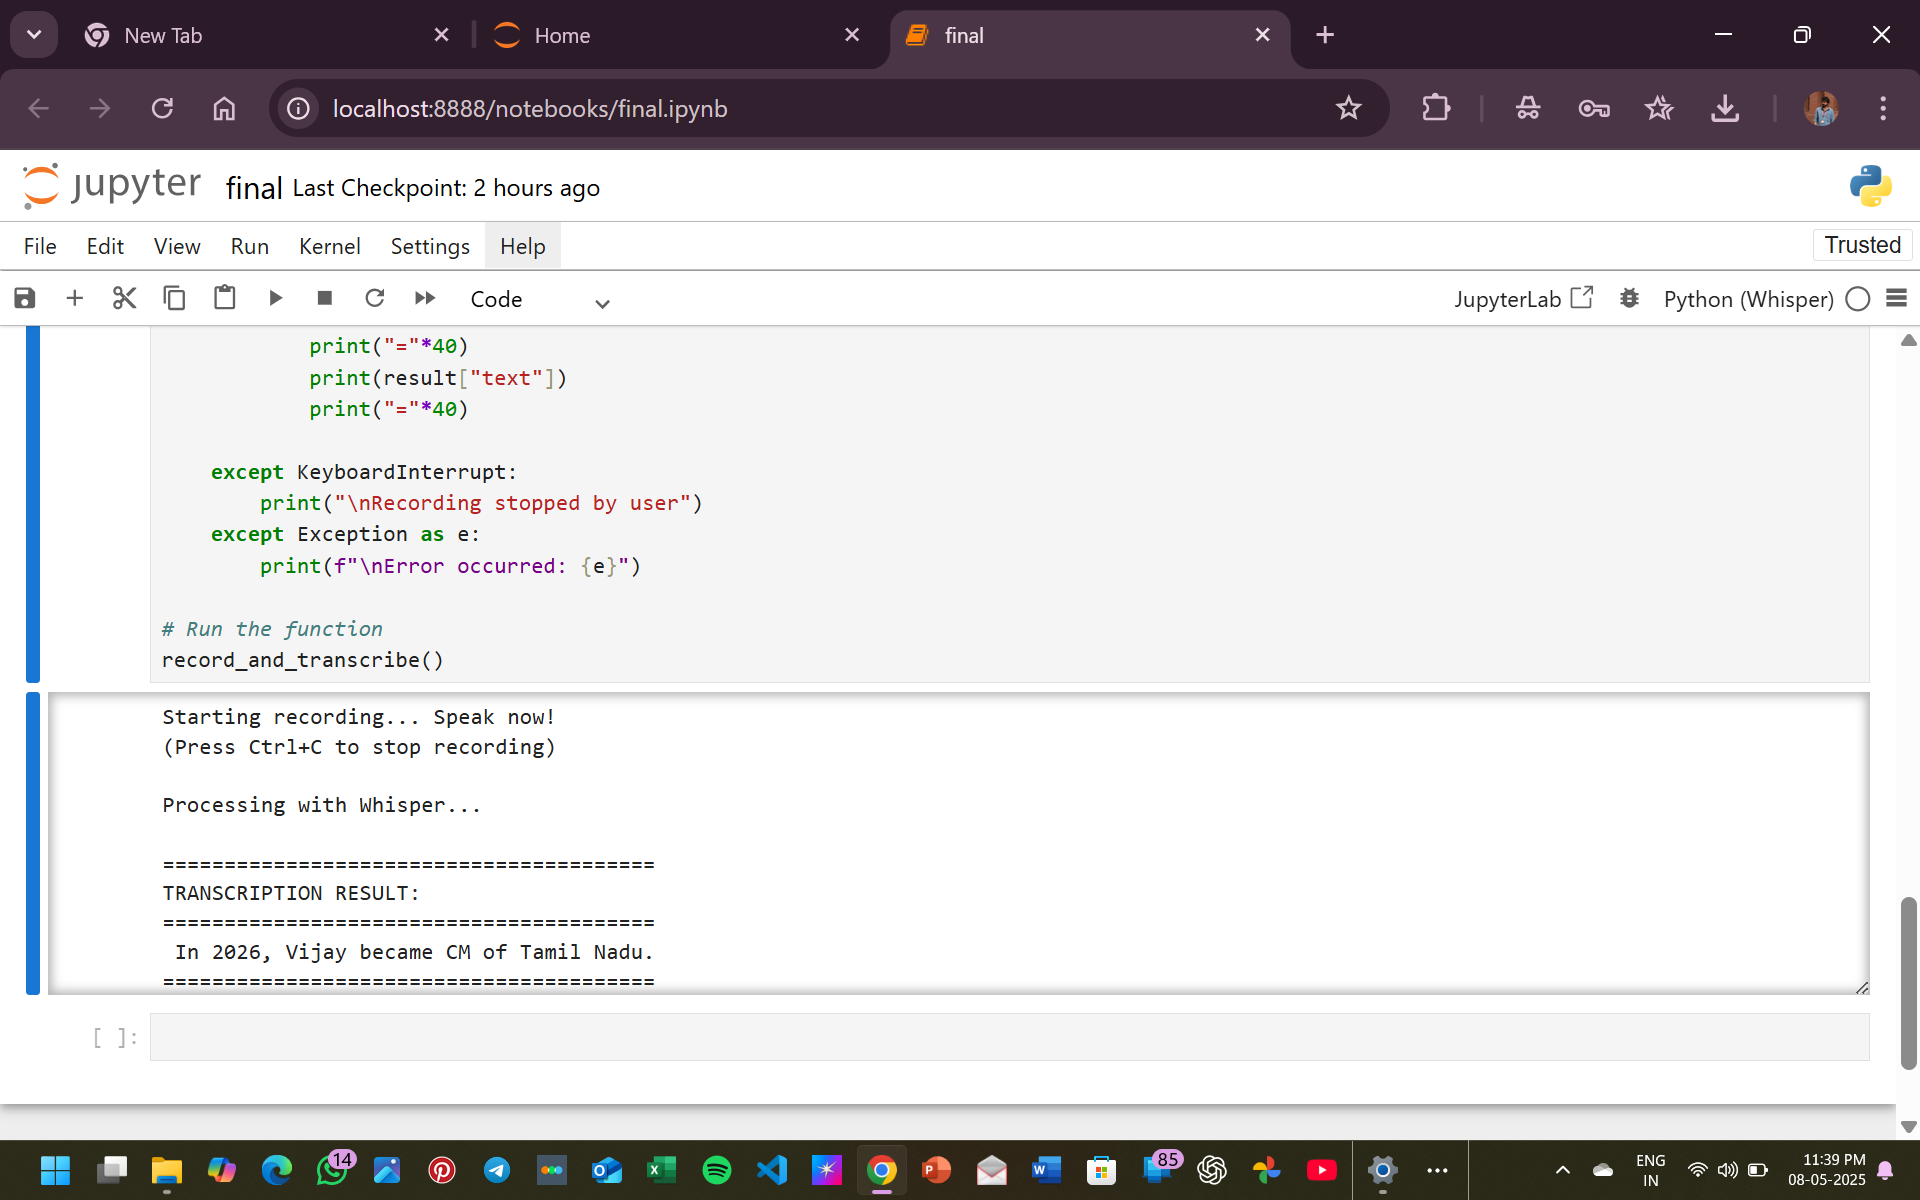 New Tab
Home
final
localhost:8888/notebooks/final.ipynb
jupyter final Last Checkpoint: 2 hours ago
File Edit View Run Kernel Settings Help
Trusted
Code
JupyterLab
Python (Whisper)
print("="*40)
print(result["text"])
print("="*40)
except KeyboardInterrupt:
print("\nRecording stopped by user")
except Exception as e:
print(f"\nError occurred: {e}")
# Run the function
record_and_transcribe()
Starting recording... Speak now!
(Press Ctrl+C to stop recording)
Processing with Whisper...
========================================
TRANSCRIPTION RESULT:
========================================
In 2026, Vijay became CM of Tamil Nadu.
========================================
[ ]:
14
85
ENG
IN
11:39 PM
08-05-2025